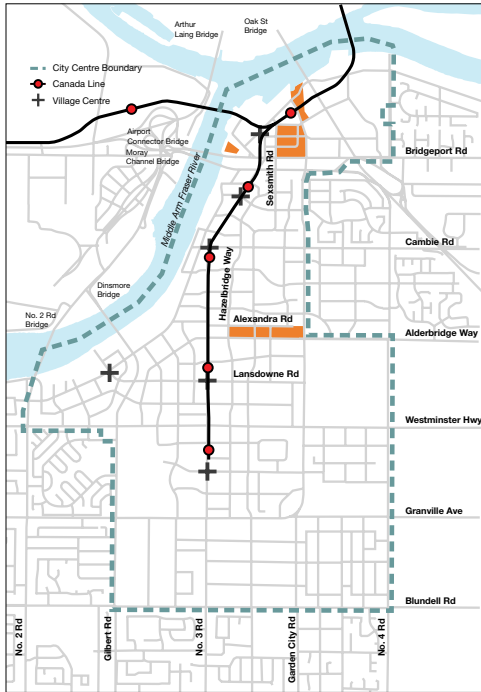 Arthur
Laing Bridge
Oak St
Bridge
City Centre Boundary
Canada Line
Village Centre
Airport
Connector Bridge
Moray
Channel Bridge
Bridgeport Rd
Sexsmith Rd
Middle Arm Fraser River
Cambie Rd
Hazelbridge Way
Dinsmore
Bridge
No. 2 Rd
Bridge
Alexandra Rd
Alderbridge Way
Lansdowne Rd
Westminster Hwy
Granville Ave
Blundell Rd
No. 2 Rd
Gilbert Rd
No. 3 Rd
Garden City Rd
No. 4 Rd